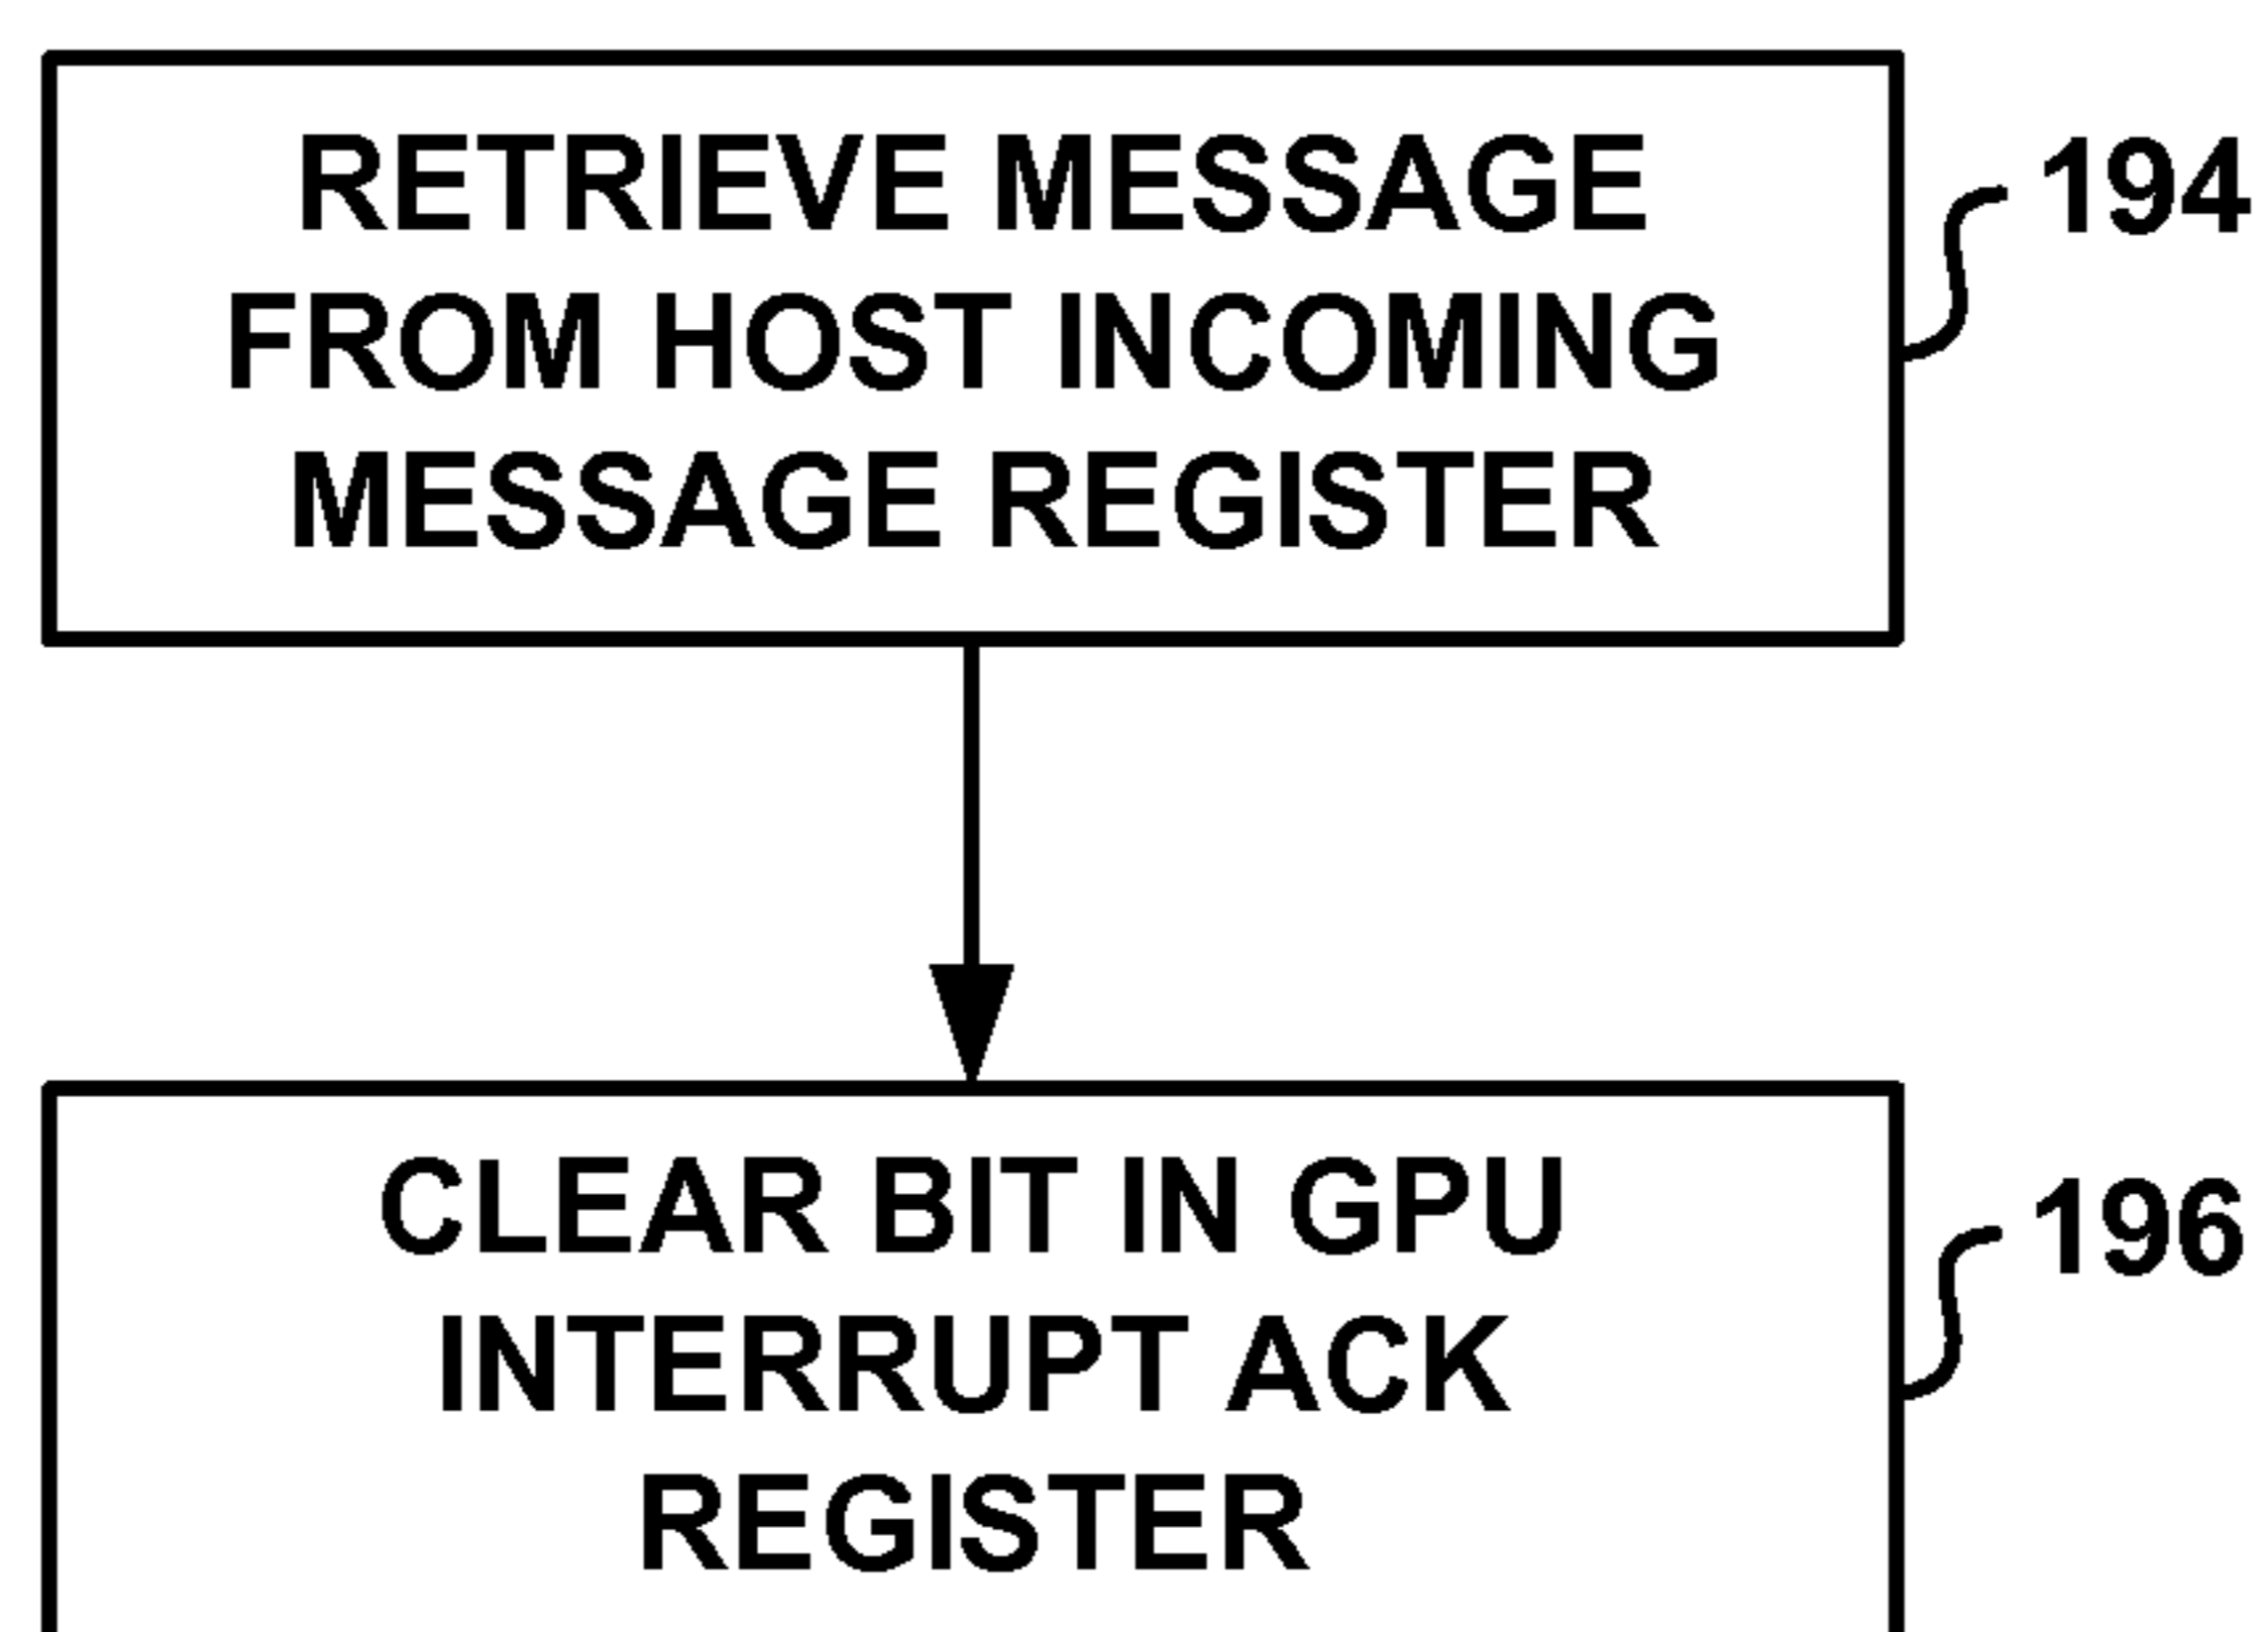 RETRIEVE MESSAGE
FROM HOST INCOMING
MESSAGE REGISTER
194
CLEAR BIT IN GPU
INTERRUPT ACK
REGISTER
196